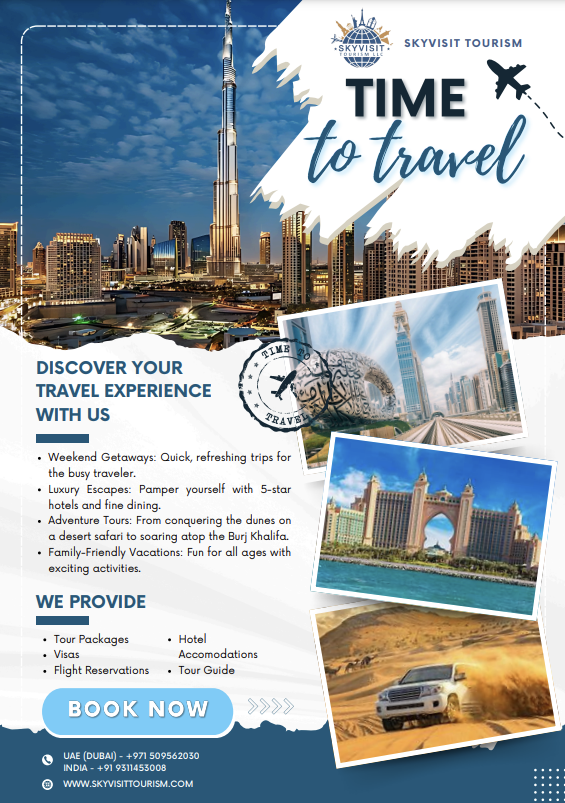 SKYVISIT
TOURISM LLC
SKYVISIT TOURISM
TIME
to travel
TIME TO
TRAVEL
DISCOVER YOUR
TRAVEL EXPERIENCE
WITH US
• Weekend Getaways: Quick, refreshing trips for
the busy traveler.
• Luxury Escapes: Pamper yourself with 5-star
hotels and fine dining.
• Adventure Tours: From conquering the dunes on
a desert safari to soaring atop the Burj Khalifa.
• Family-Friendly Vacations: Fun for all ages with
exciting activities.
WE PROVIDE
• Tour Packages
• Visas
• Flight Reservations
• Hotel
Accomodations
• Tour Guide
BOOK NOW
UAE (DUBAI) - +971 509562030
INDIA - +91 9311453008
WWW.SKYVISITTOURISM.COM